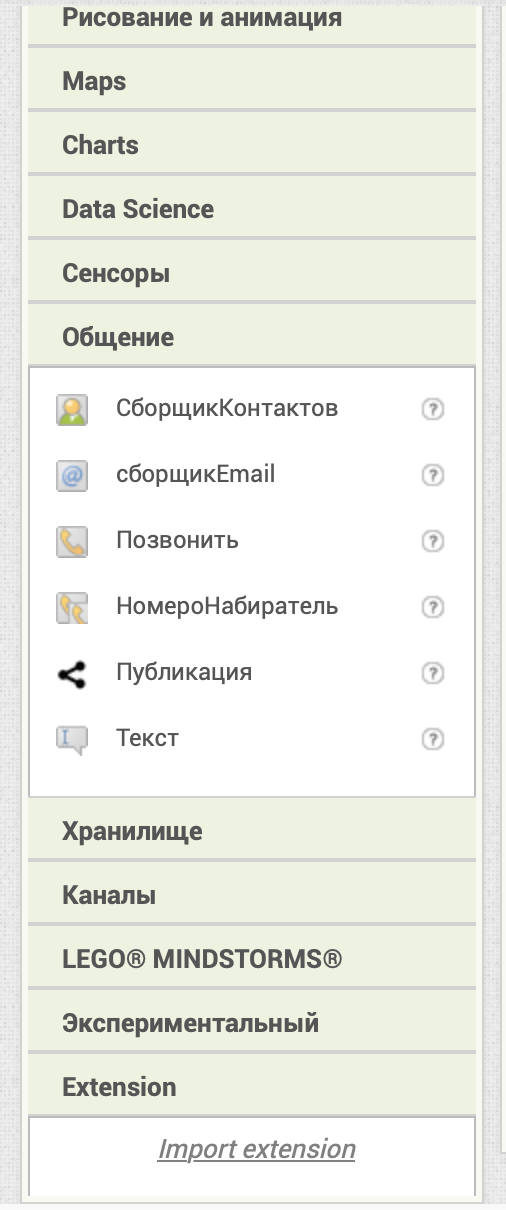 Рисование и анимация
Maps
Charts
Data Science
Сенсоры
Общение
СборщикКонтактов ?
@ сборщикEmail ?
Позвонить ?
НомероНабиратель ?
Публикация ?
Текст ?
Хранилище
Каналы
LEGO® MINDSTORMS®
Экспериментальный
Extension
Import extension